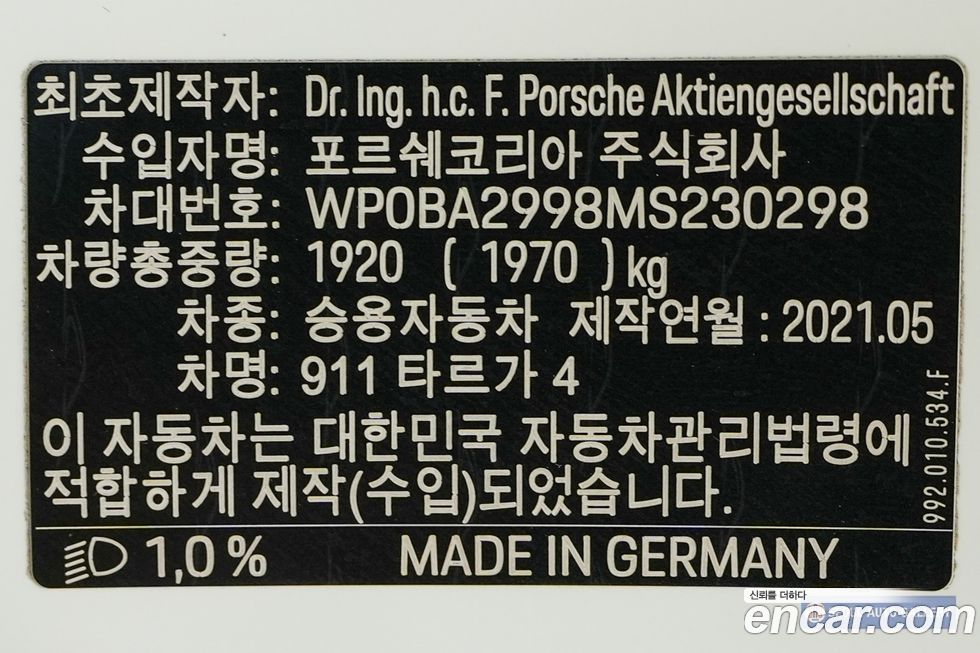 최초제작자: Dr. Ing. h.c. F. Porsche Aktiengesellschaft
수입자명: 포르쉐코리아 주식회사
차대번호: WP0BA2998MS230298
차량총중량: 1920 ( 1970 ) kg
차종: 승용자동차 제작연월 : 2021.05
차명: 911 타르가 4
이 자동차는 대한민국 자동차관리법령에
적합하게 제작(수입)되었습니다.
992.010.534.F
1,0 % MADE IN GERMANY
신뢰를 더하다
encar.com